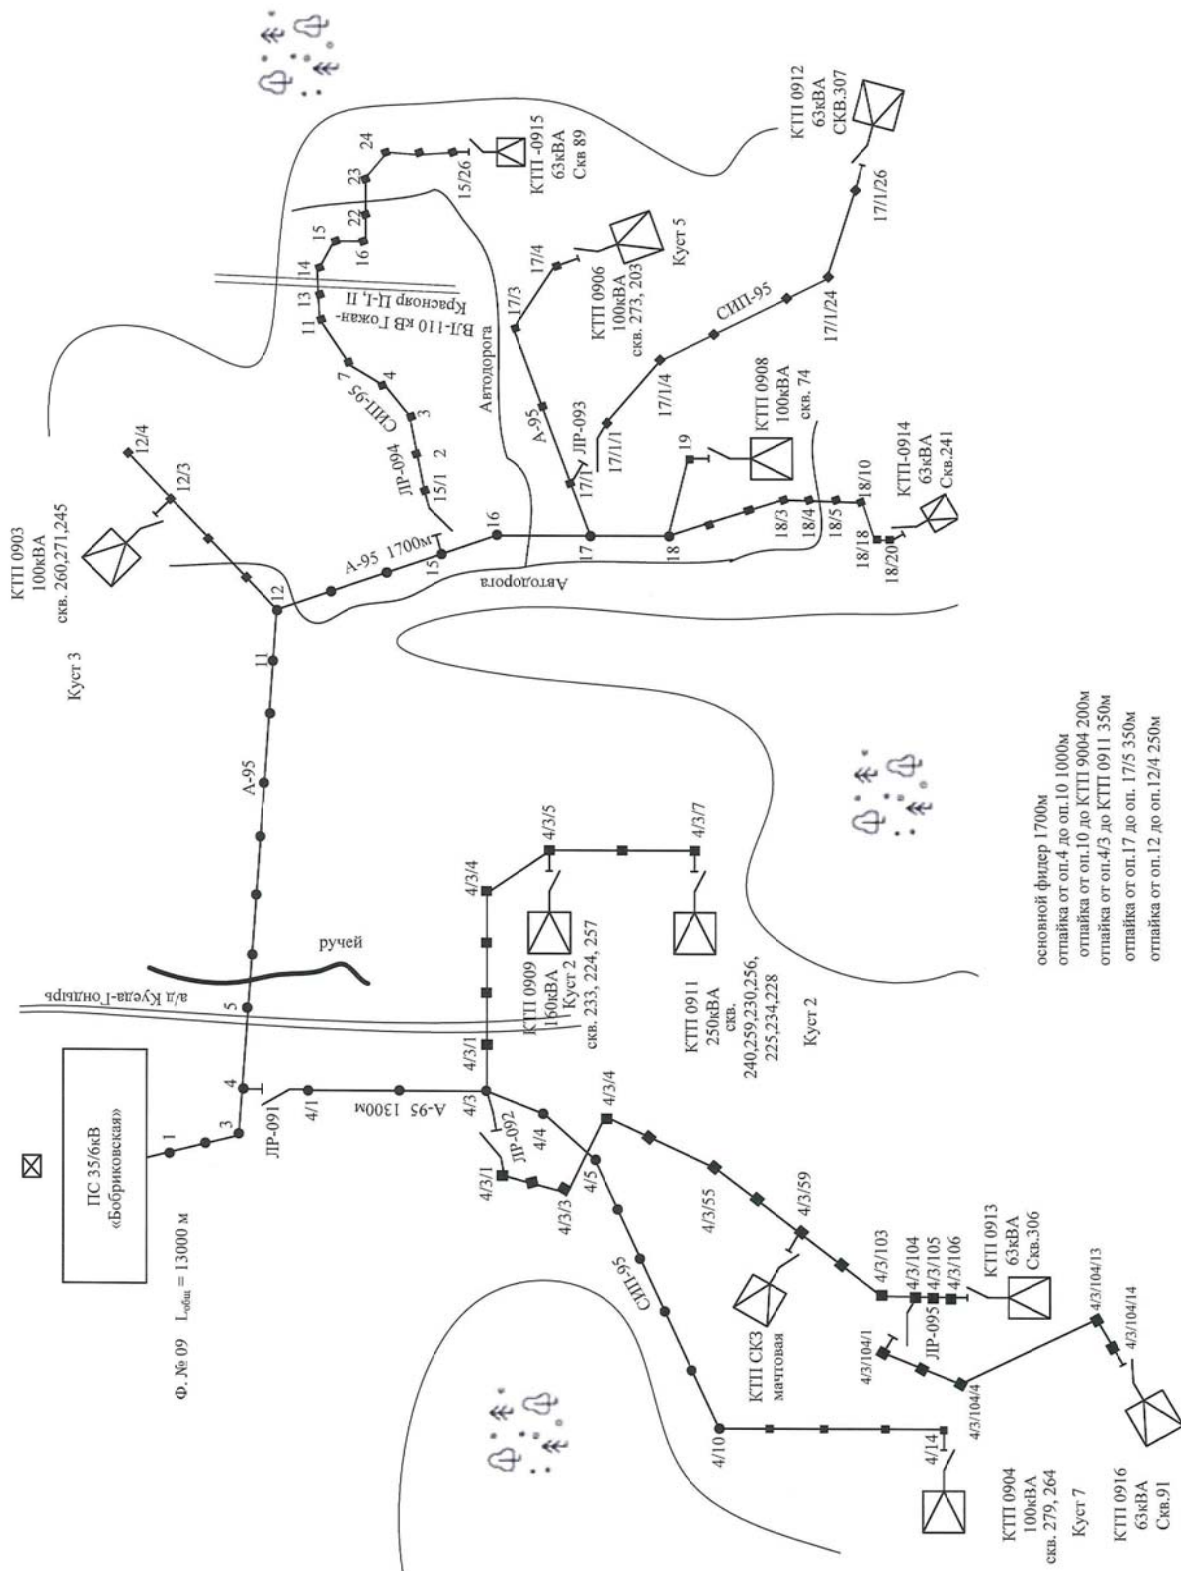 ПС 35/6кВ
«Бобриковская»
Ф. № 09 Lобщ = 13000 м
1
3
4
5
а/д Куеда-Гондырь
ручей
А-95
11
12
Куст 3
КТП 0903
100кВА
скв. 260,271,245
12/3
12/4
А-95 1700м
15
16
17
18
Автодорога
Автодорога
ЛР-094
15/1
2
3
4
СИП-95
7
11
13
14
15
16
22
23
24
15/26
ВЛ-110 кВ Гожан-
Краснояр Ц-I, II
КТП -0915
63кВА
Скв 89
17/1
А-95
17/3
17/4
КТП 0906
100кВА
скв. 273, 203
Куст 5
ЛР-093
17/1/1
17/1/4
СИП-95
17/1/24
17/1/26
КТП 0912
63кВА
СКВ.307
19
КТП 0908
100кВА
скв. 74
18/3
18/4
18/5
18/10
18/18
18/20
КТП-0914
63кВА
Скв.241
ЛР-091
4/1
А-95 1300м
4/3
4/3/1
4/3/4
4/3/5
4/3/7
КТП 0909
160кВА
Куст 2
скв. 233, 224, 257
КТП 0911
250кВА
скв.
240,259,230,256,
225,234,228
Куст 2
ЛР-092
4/3/1
4/3/3
4/3/4
4/4
4/5
СИП-95
4/10
4/14
КТП 0904
100кВА
скв. 279, 264
Куст 7
4/3/55
4/3/59
КТП СКЗ
мачтовая
4/3/103
4/3/104
4/3/105
4/3/106
КТП 0913
63кВА
Скв.306
ЛР-095
4/3/104/1
4/3/104/4
4/3/104/13
4/3/104/14
КТП 0916
63кВА
Скв.91
основной фидер 1700м
отпайка от оп.4 до оп.10 1000м
отпайка от оп.10 до КТП 9004 200м
отпайка от оп.4/3 до КТП 0911 350м
отпайка от оп.17 до оп. 17/5 350м
отпайка от оп.12 до оп.12/4 250м